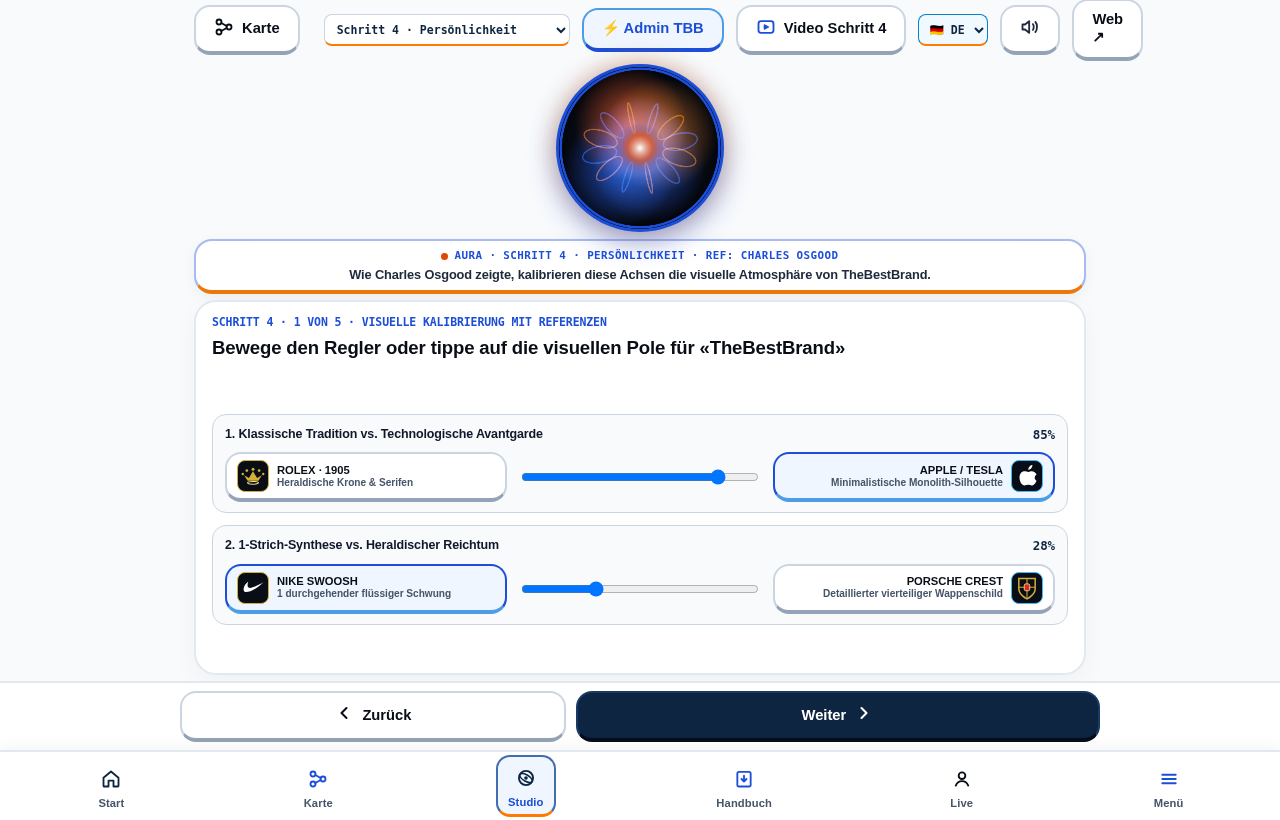 Karte
Schritt 4 · Persönlichkeit
⚡ Admin TBB
Video Schritt 4
🇩🇪 DE
Web ↗
AURA · SCHRITT 4 · PERSÖNLICHKEIT · REF: CHARLES OSGOOD
Wie Charles Osgood zeigte, kalibrieren diese Achsen die visuelle Atmosphäre von TheBestBrand.
SCHRITT 4 · 1 VON 5 · VISUELLE KALIBRIERUNG MIT REFERENZEN
Bewege den Regler oder tippe auf die visuellen Pole für «TheBestBrand»
1. Klassische Tradition vs. Technologische Avantgarde
85%
ROLEX · 1905
Heraldische Krone & Serifen
APPLE / TESLA
Minimalistische Monolith-Silhouette
2. 1-Strich-Synthese vs. Heraldischer Reichtum
28%
NIKE SWOOSH
1 durchgehender flüssiger Schwung
PORSCHE CREST
Detaillierter vierteiliger Wappenschild
Zurück
Weiter
Start
Karte
Studio
Handbuch
Live
Menü